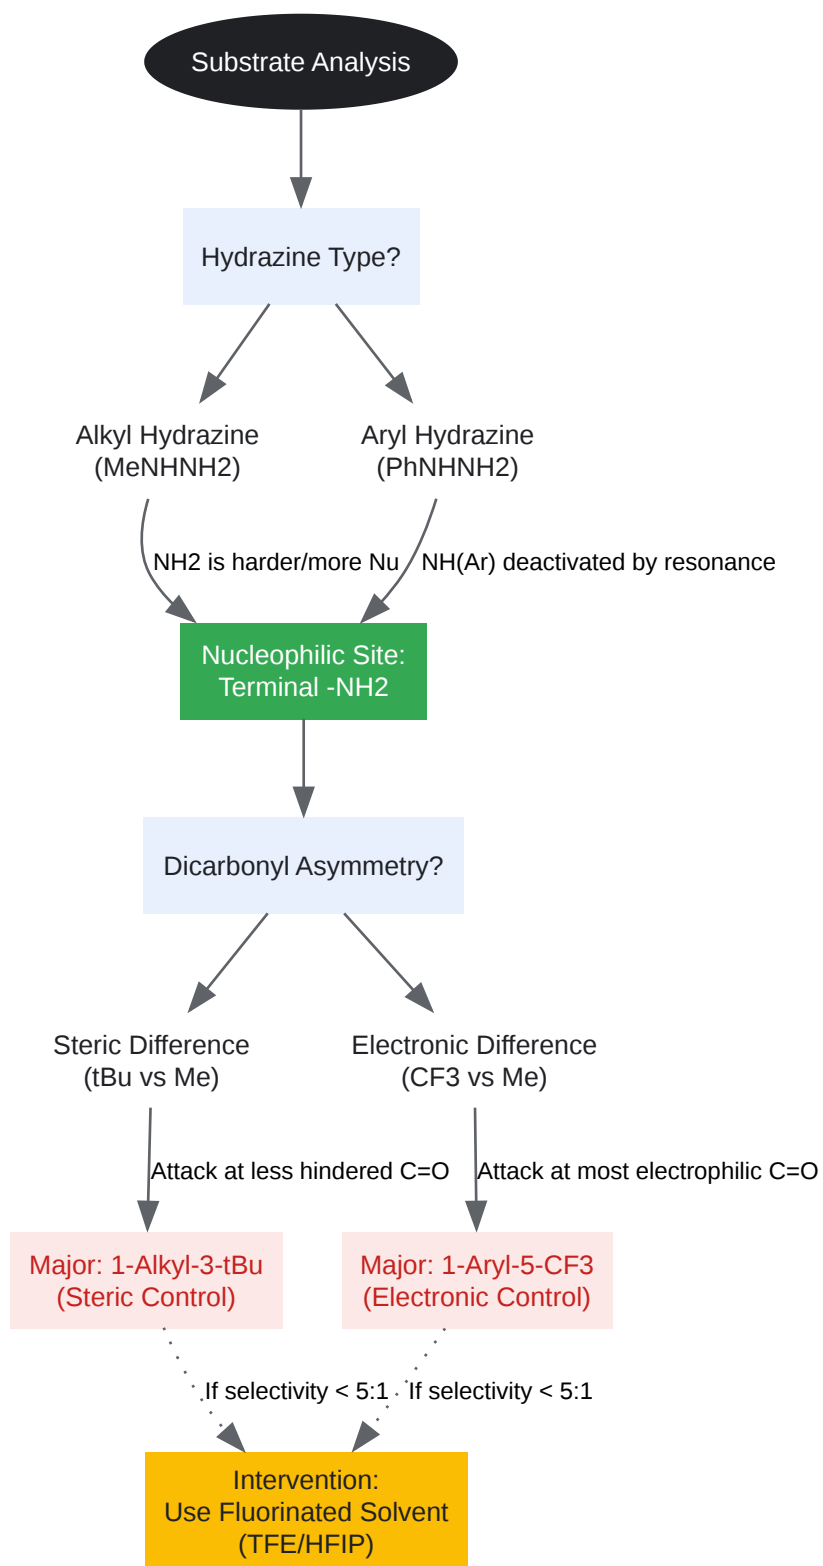 Substrate Analysis
Hydrazine Type?
Alkyl Hydrazine
(MeNHNH2)
Aryl Hydrazine
(PhNHNH2)
NH2 is harder/more Nu
NH(Ar) deactivated by resonance
Nucleophilic Site:
Terminal -NH2
Dicarbonyl Asymmetry?
Steric Difference
(tBu vs Me)
Electronic Difference
(CF3 vs Me)
Attack at less hindered C=O
Attack at most electrophilic C=O
Major: 1-Alkyl-3-tBu
(Steric Control)
Major: 1-Aryl-5-CF3
(Electronic Control)
If selectivity < 5:1
If selectivity < 5:1
Intervention:
Use Fluorinated Solvent
(TFE/HFIP)